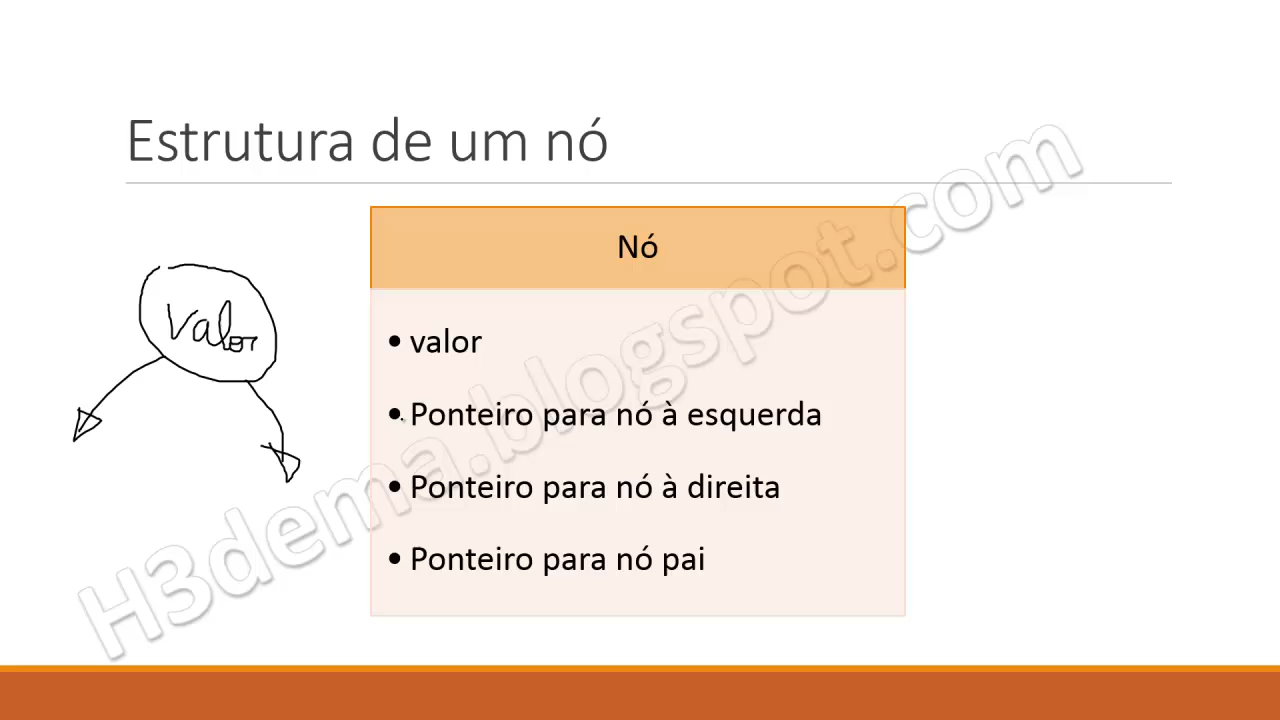 Estrutura de um nó
Nó
valor
• valor
• Ponteiro para nó à esquerda
• Ponteiro para nó à direita
• Ponteiro para nó pai
H3dema.blogspot.com